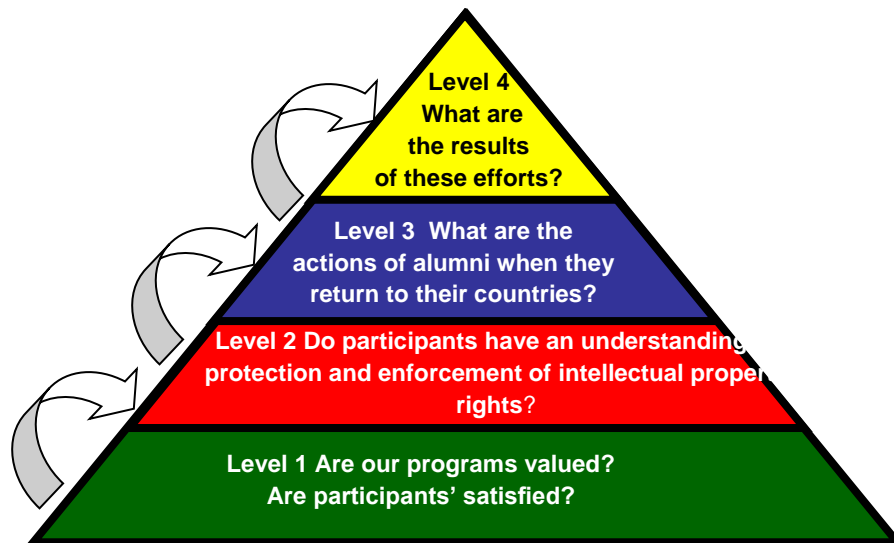 Level 4
What are
the results
of these efforts?
Level 3 What are the
actions of alumni when they
return to their countries?
Level 2 Do participants have an understanding
protection and enforcement of intellectual proper
rights?
Level 1 Are our programs valued?
Are participants’ satisfied?